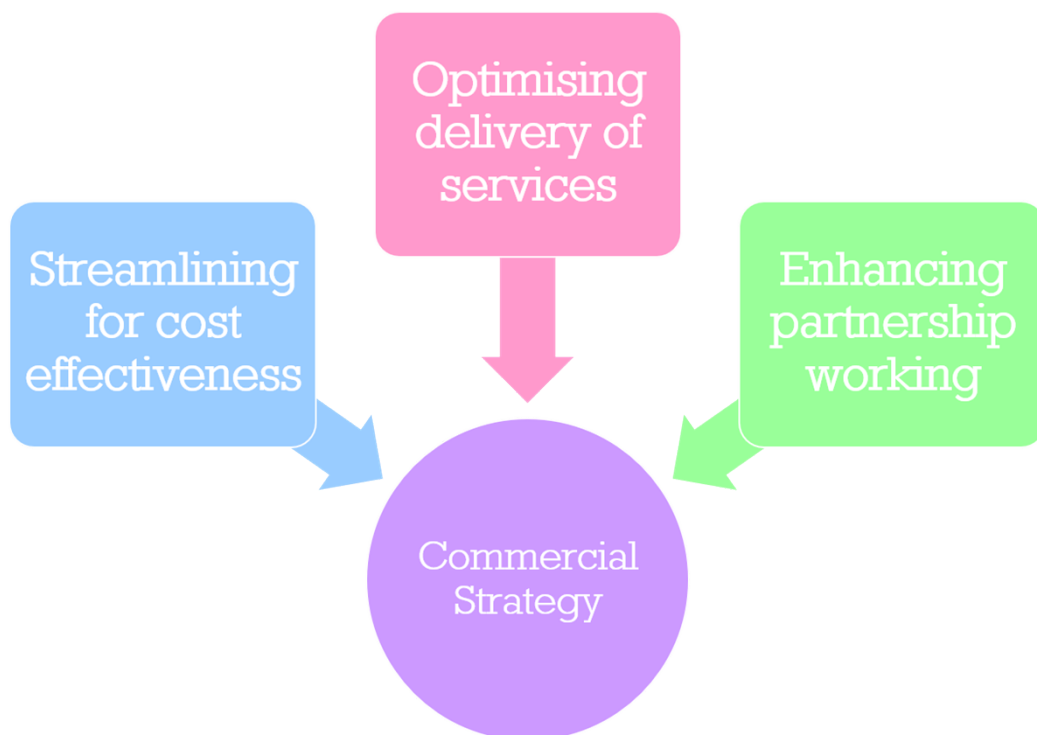 Optimising
delivery of
services
Streamlining
for cost
effectiveness
Enhancing
partnership
working
Commercial
Strategy